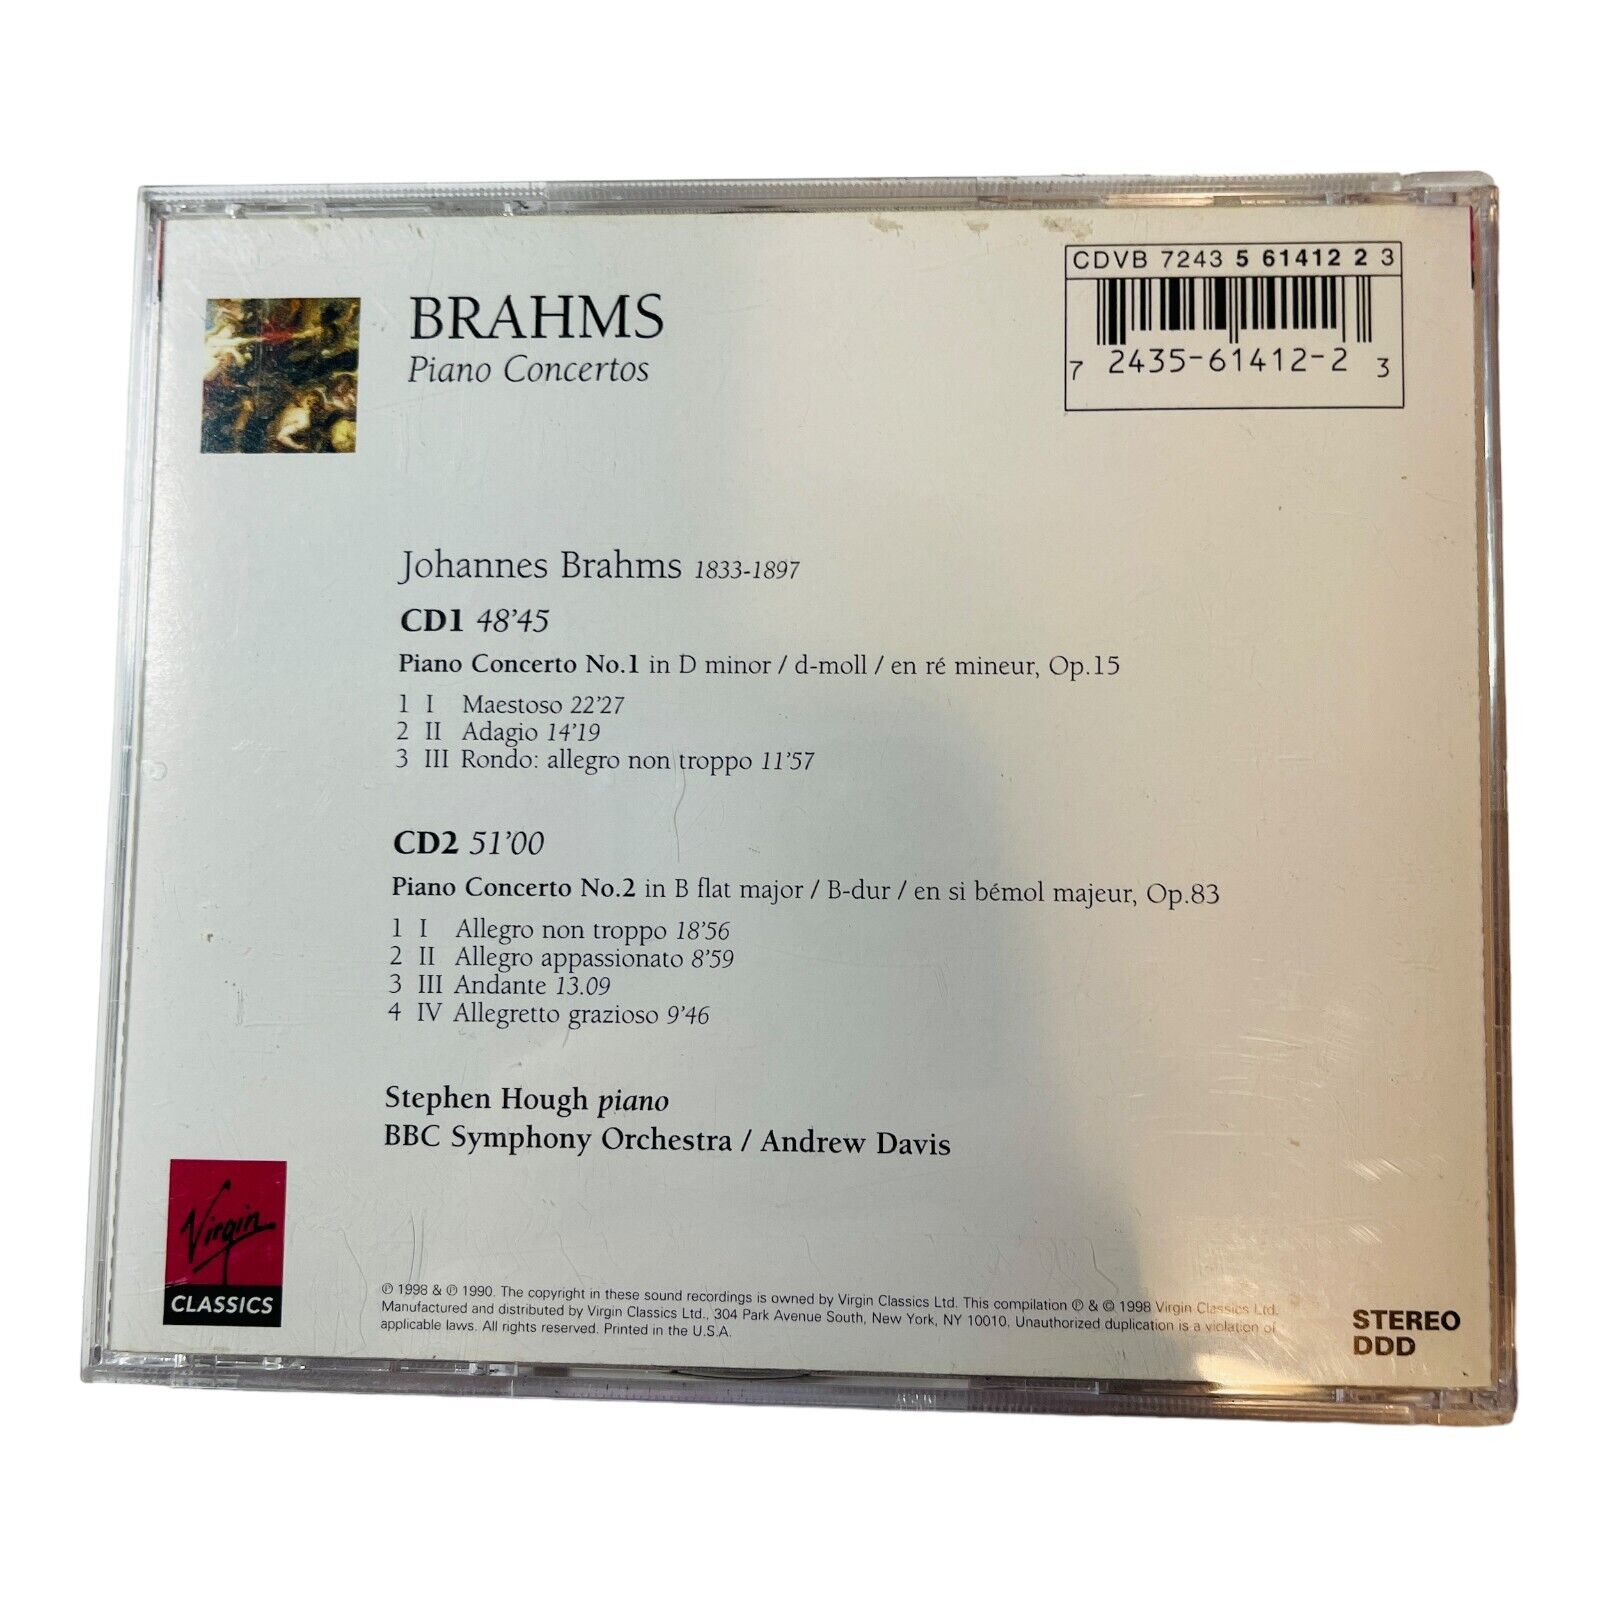 CDVB 7243 5 61412 2 3
7 2435-61412-2 3
BRAHMS
Piano Concertos
Johannes Brahms 1833-1897
CD1 48'45
Piano Concerto No.1 in D minor / d-moll / en ré mineur, Op.15
1 I Maestoso 22'27
2 II Adagio 14'19
3 III Rondo: allegro non troppo 11'57
CD2 51'00
Piano Concerto No.2 in B flat major / B-dur / en si bémol majeur, Op.83
1 I Allegro non troppo 18'56
2 II Allegro appassionato 8'59
3 III Andante 13.09
4 IV Allegretto grazioso 9'46
Stephen Hough piano
BBC Symphony Orchestra / Andrew Davis
Virgin
CLASSICS
℗ 1998 & ℗ 1990. The copyright in these sound recordings is owned by Virgin Classics Ltd. This compilation ℗ & © 1998 Virgin Classics Ltd.
Manufactured and distributed by Virgin Classics Ltd., 304 Park Avenue South, New York, NY 10010. Unauthorized duplication is a violation of
applicable laws. All rights reserved. Printed in the U.S.A.
STEREO
DDD